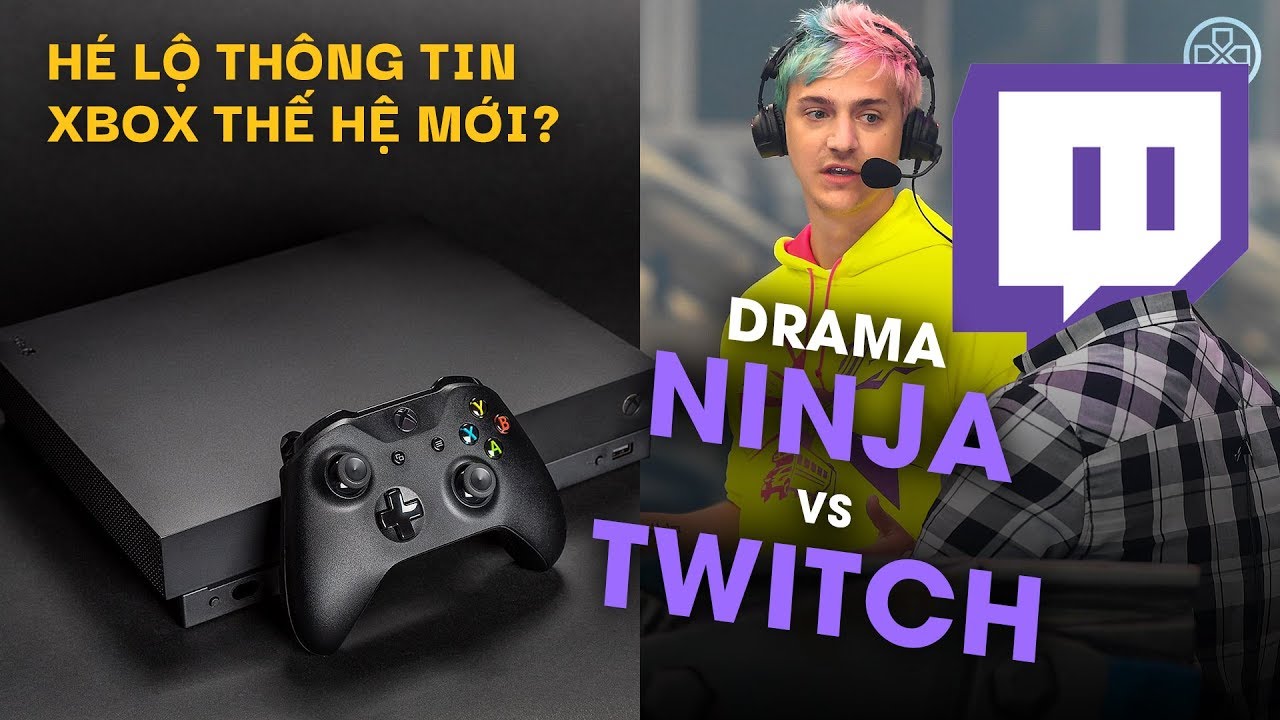 HÉ LỘ THÔNG TIN
XBOX THẾ HỆ MỚI?
DRAMA
NINJA
VS
TWITCH
Y
X
B
A